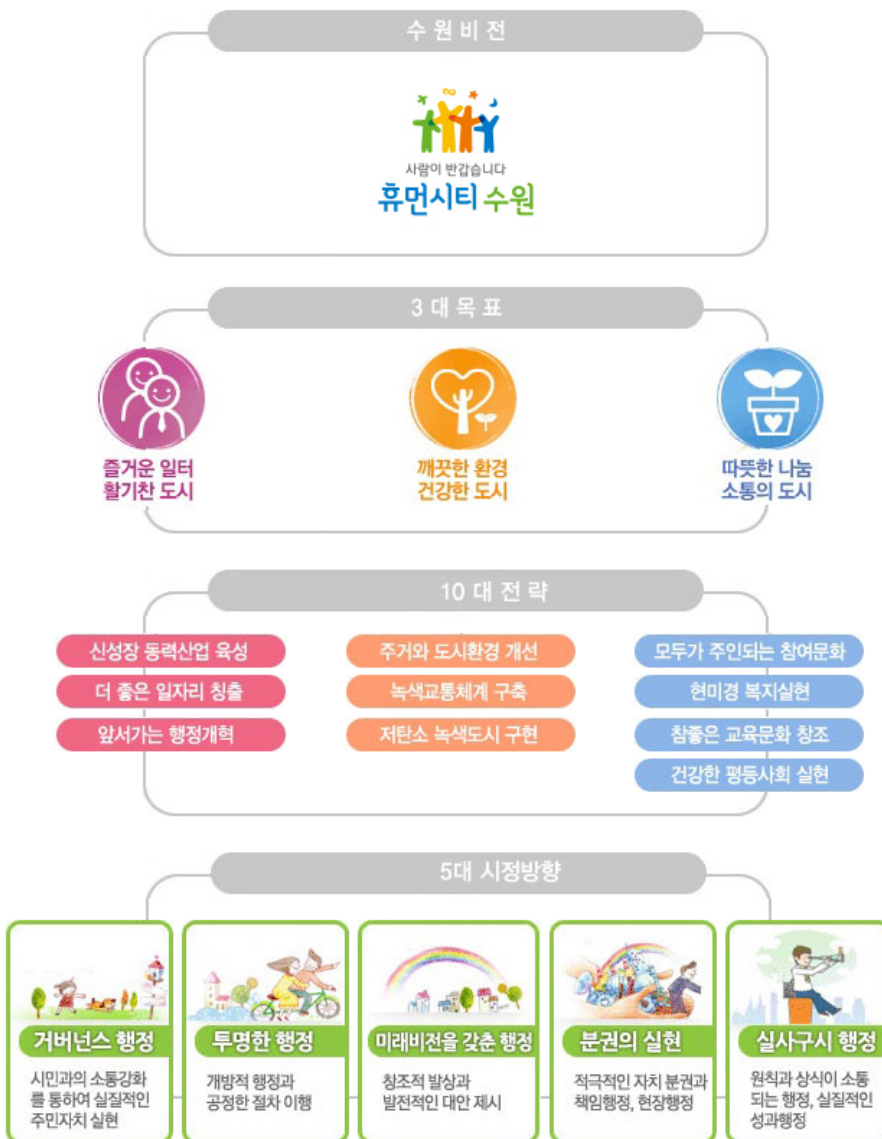 수원비전
사람이 반갑습니다
휴먼시티 수원
3대목표
즐거운 일터
활기찬 도시
깨끗한 환경
건강한 도시
따뜻한 나눔
소통의 도시
10대전략
신성장 동력산업 육성
더 좋은 일자리 칭출
앞서가는 행정개혁
주거와 도시환경 개선
녹색교통체계 구축
저탄소 녹색도시 구현
모두가 주인되는 참여문화
현미경 복지실현
참좋은 교육문화 창조
건강한 평등사회 실현
5대 시정방향
거버넌스 행정
시민과의 소통강화
를 통하여 실질적인
주민자치 실현
투명한 행정
개방적 행정과
공정한 절차 이행
미래비전을 갖춘 행정
창조적 발상과
발전적인 대안 제시
분권의 실현
적극적인 자치 분권과
책임행정, 현장행정
실사구시 행정
원칙과 상식이 소통
되는 행정, 실질적인
성과행정